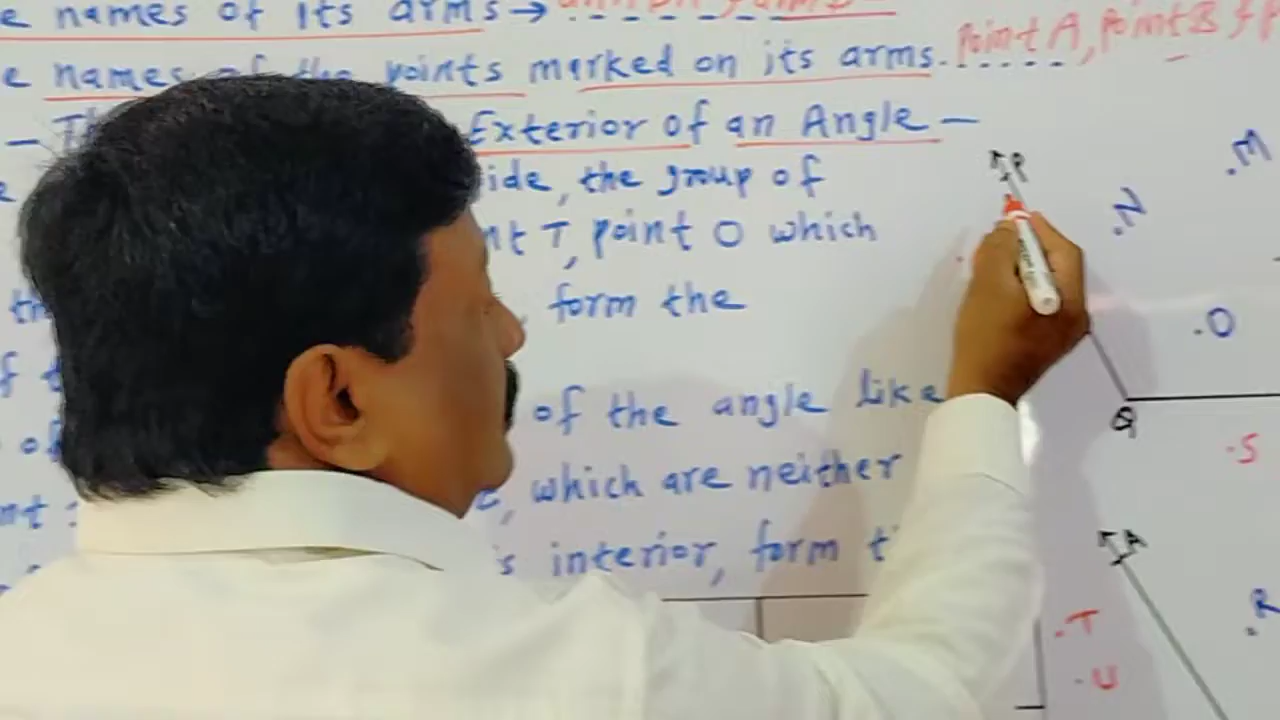 e names of its arms →
e names of the points marked on its arms. ..... Point A, Point B &
Exterior of an Angle —
ide, the group of
nt T, point O which
form the
of the angle like
which are neither
s interior, form
P
N
M
O
Q
S
A
R
T
U